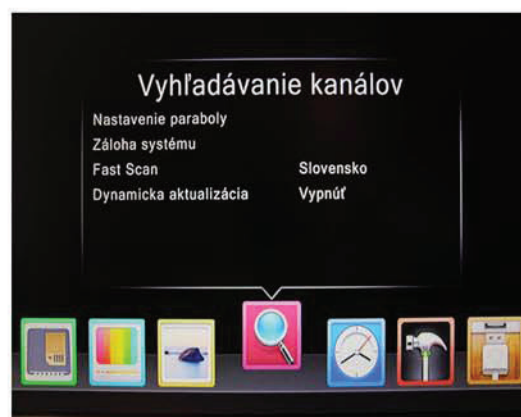 Vyhľadávanie kanálov
Nastavenie paraboly
Záloha systému
Fast Scan Slovensko
Dynamicka aktualizácia Vypnúť